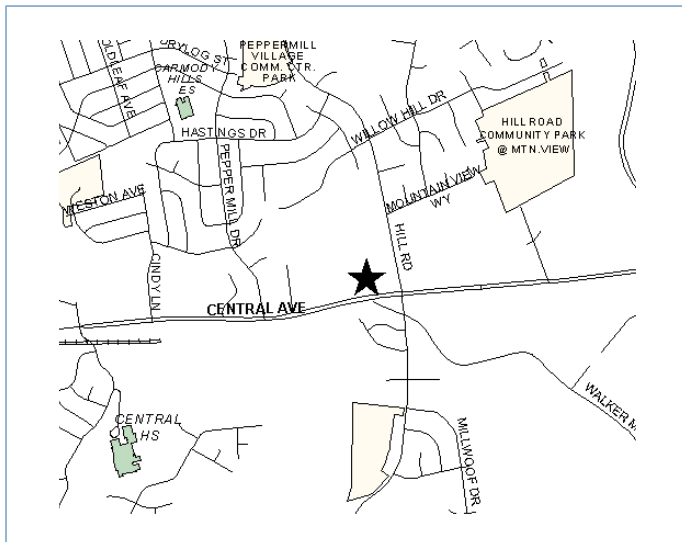 PEPPERMILL
VILLAGE
COMM. CTR.
PARK
CARMODY
HILLS
ES
WILLOW HILL DR
HILL ROAD
COMMUNITY PARK
@ MTN.VIEW
HASTINGS DR
PEPPER MILL DR
MOUNTAIN VIEW
WY
HILL RD
CINDY LN
CENTRAL AVE
CENTRAL
HS
MILLWOOF DR